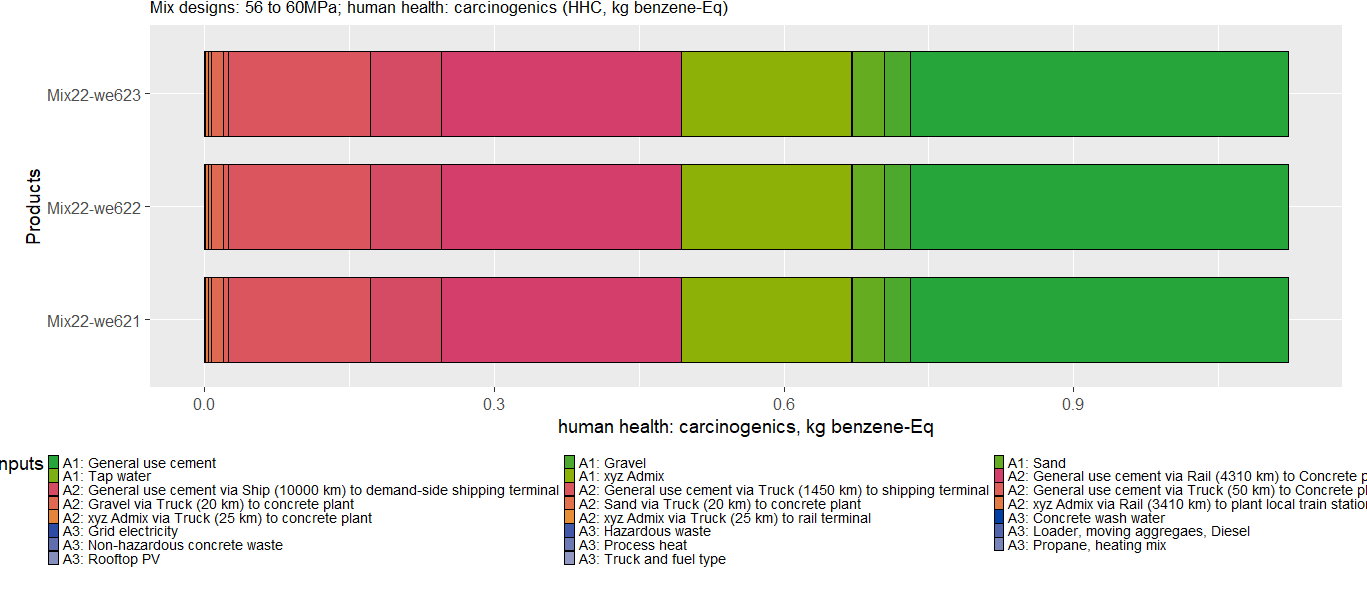 Mix designs: 56 to 60MPa; human health: carcinogenics (HHC, kg benzene-Eq)
Products
Mix22-we623
Mix22-we622
Mix22-we621
0.0 0.3 0.6 0.9
human health: carcinogenics, kg benzene-Eq
nputs
A1: General use cement A1: Gravel A1: Sand
A1: Tap water A1: xyz Admix A2: General use cement via Rail (4310 km) to Concrete p
A2: General use cement via Ship (10000 km) to demand-side shipping terminal A2: General use cement via Truck (1450 km) to shipping terminal A2: General use cement via Truck (50 km) to Concrete pl
A2: Gravel via Truck (20 km) to concrete plant A2: Sand via Truck (20 km) to concrete plant A2: xyz Admix via Rail (3410 km) to plant local train station
A2: xyz Admix via Truck (25 km) to concrete plant A2: xyz Admix via Truck (25 km) to rail terminal A3: Concrete wash water
A3: Grid electricity A3: Hazardous waste A3: Loader, moving aggregaes, Diesel
A3: Non-hazardous concrete waste A3: Process heat A3: Propane, heating mix
A3: Rooftop PV A3: Truck and fuel type